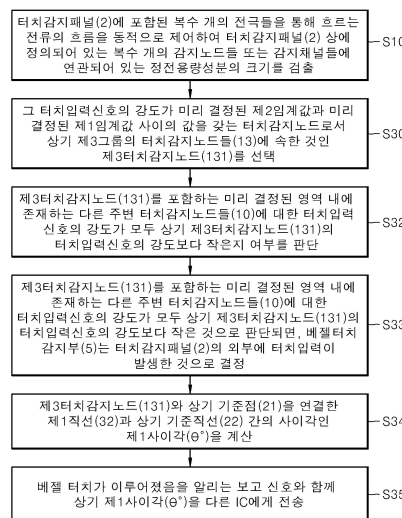 터치감지패널(2)에 포함된 복수 개의 전극들을 통해 흐르는
전류의 흐름을 동적으로 제어하여 터치감지패널(2) 상에
정의되어 있는 복수 개의 감지노드들 또는 감지채널들에
연관되어 있는 정전용량성분의 크기를 검출
S10
그 터치입력신호의 강도가 미리 결정된 제2임계값과 미리
결정된 제1임계값 사이의 값을 갖는 터치감지노드로서
상기 제3그룹의 터치감지노드들(13)에 속한 것인
제3터치감지노드(131)를 선택
S30
제3터치감지노드(131)를 포함하는 미리 결정된 영역 내에
존재하는 다른 주변 터치감지노드들(10)에 대한 터치입력
신호의 강도가 모두 상기 제3터치감지노드(131)의
터치입력신호의 강도보다 작은지 여부를 판단
S32
제3터치감지노드(131)를 포함하는 미리 결정된 영역 내에
존재하는 다른 주변 터치감지노드들(10)에 대한
터치입력신호의 강도가 모두 상기 제3터치감지노드(131)의
터치입력신호의 강도보다 작은 것으로 판단되면, 베젤터치
감지부(5)는 터치감지패널(2)의 외부에 터치입력이
발생한 것으로 결정
S33
제3터치감지노드(131)와 상기 기준점(21)을 연결한
제1직선(32)과 상기 기준직선(22) 간의 사이각인
제1사이각(θ°)을 계산
S34
베젤 터치가 이루어졌음을 알리는 보고 신호와 함께
상기 제1사이각(θ°)을 다른 IC에게 전송
S35